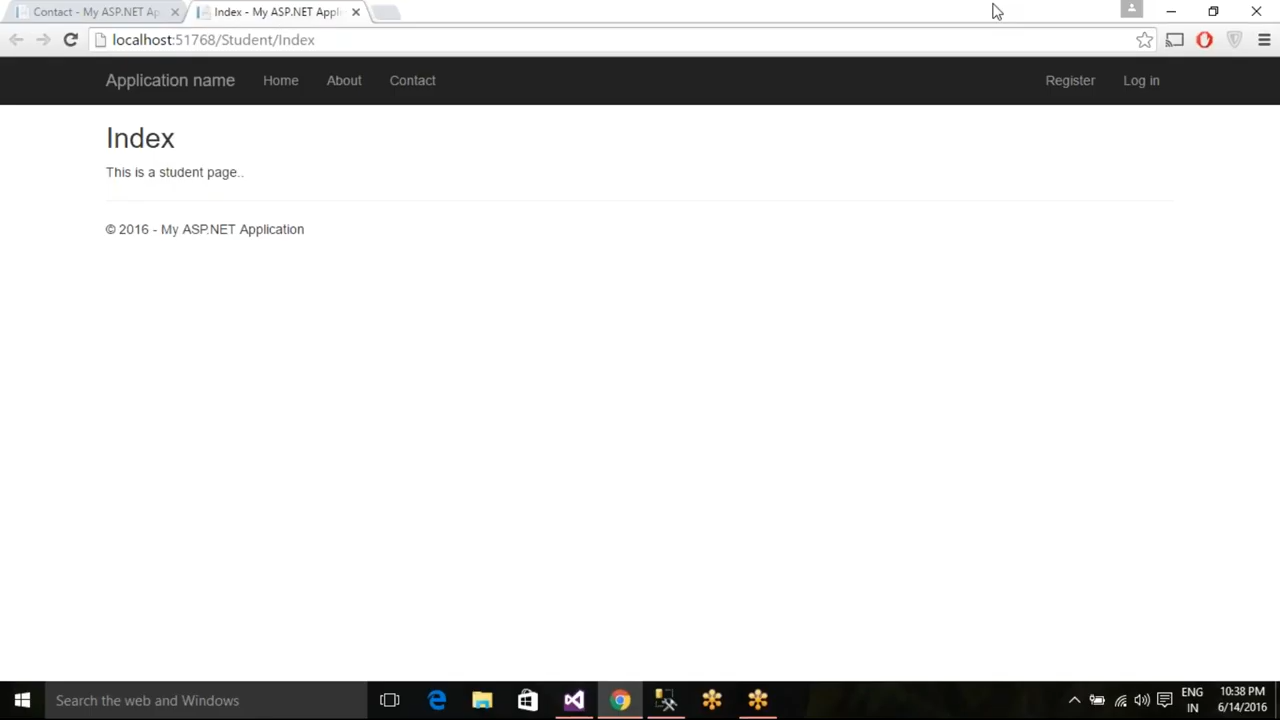 Contact - My ASP.NET Ap
Index - My ASP.NET Appl
localhost:51768/Student/Index
Application name Home About Contact Register Log in
Index
This is a student page..
© 2016 - My ASP.NET Application
Search the web and Windows
ENG
IN
10:38 PM
6/14/2016